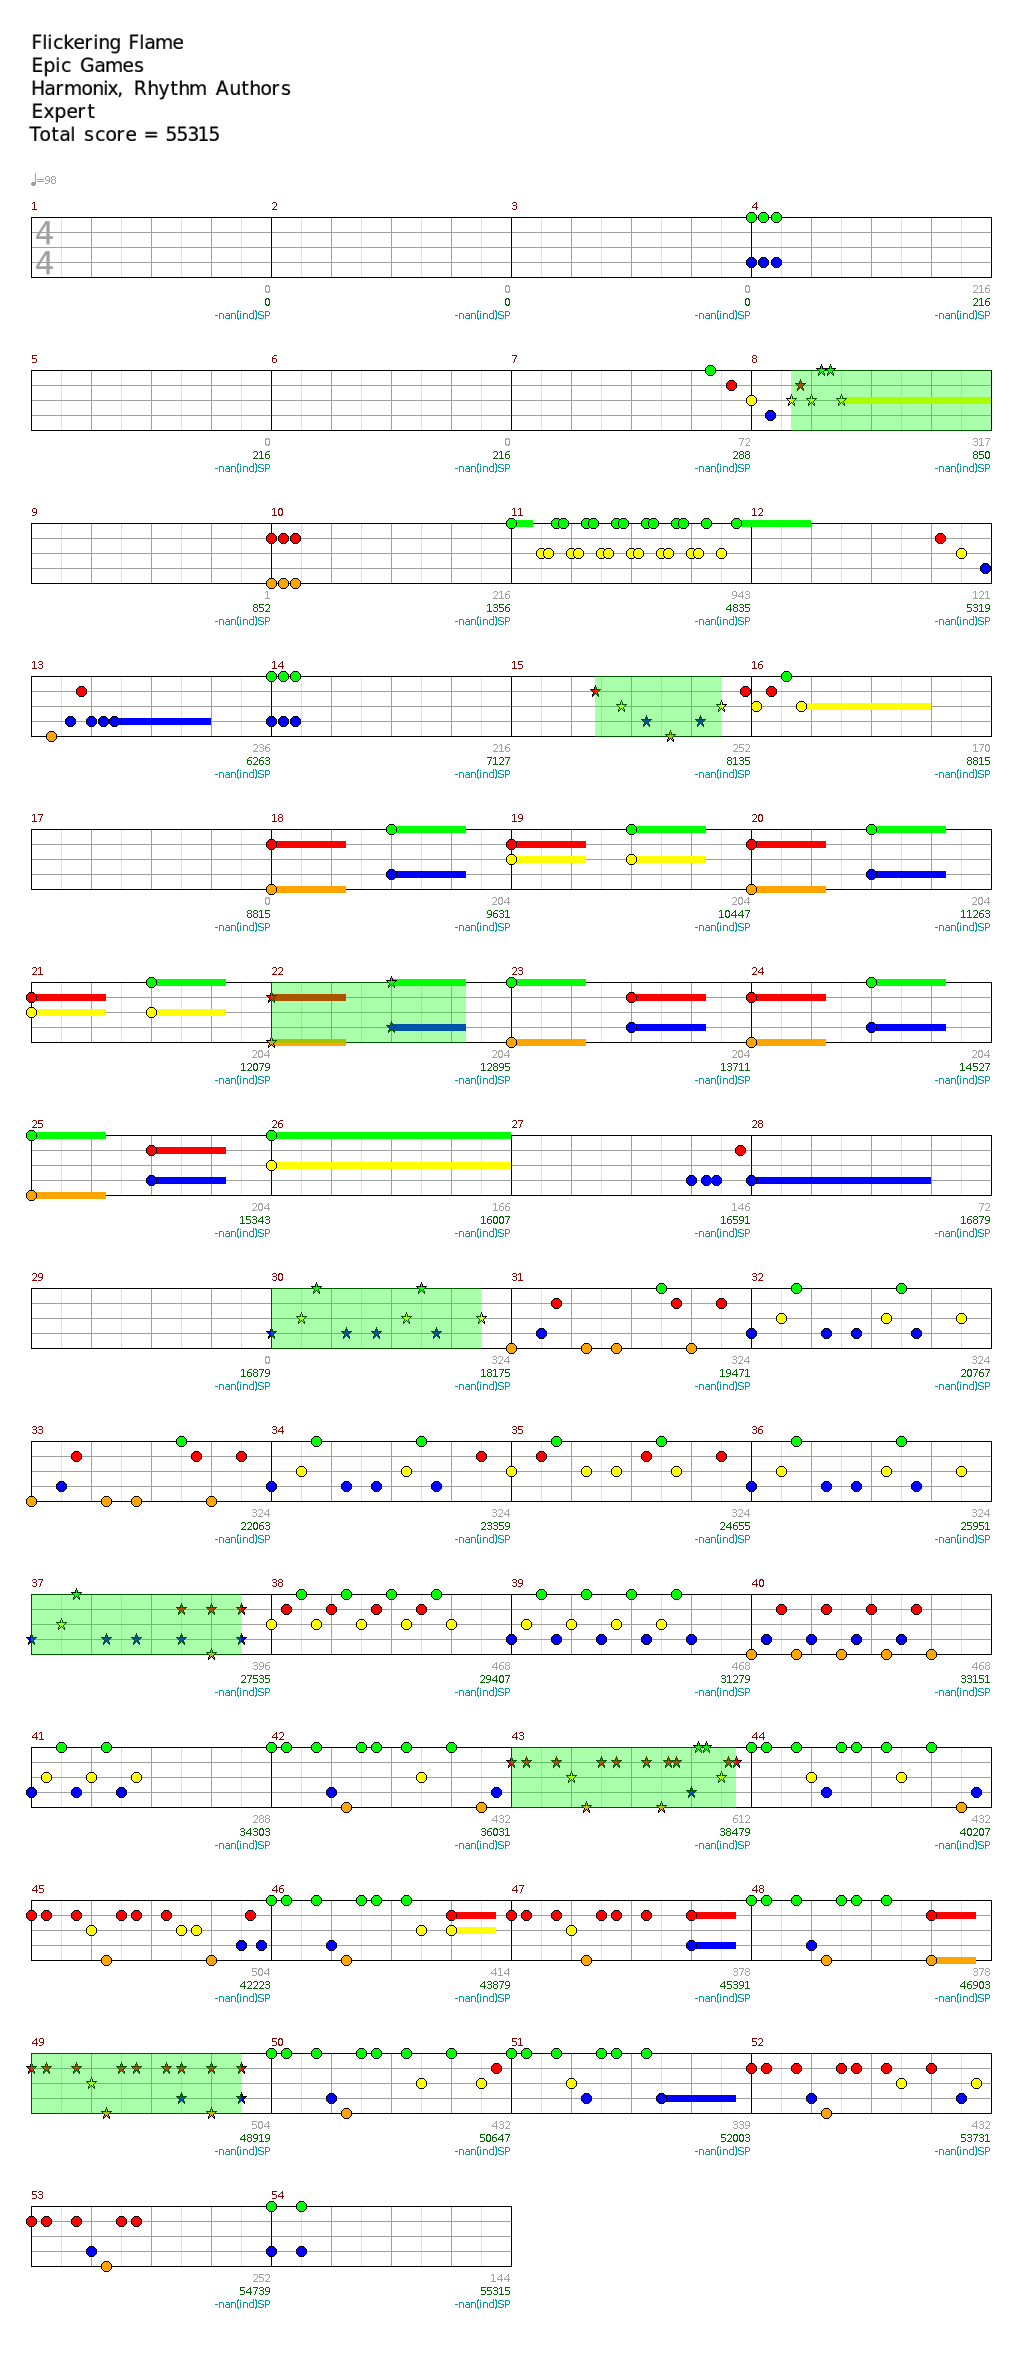 Flickering Flame
Epic Games
Harmonix, Rhythm Authors
Expert
Total score = 55315
♩=98
1 2 3 4
4
4
0 0 0 216
0 0 0 216
-nan(ind)SP -nan(ind)SP -nan(ind)SP -nan(ind)SP
5 6 7 8
0 0 72 317
216 216 288 850
-nan(ind)SP -nan(ind)SP -nan(ind)SP -nan(ind)SP
9 10 11 12
1 216 943 121
852 1356 4835 5319
-nan(ind)SP -nan(ind)SP -nan(ind)SP -nan(ind)SP
13 14 15 16
236 216 252 170
6263 7127 8135 8815
-nan(ind)SP -nan(ind)SP -nan(ind)SP -nan(ind)SP
17 18 19 20
0 204 204 204
8815 9631 10447 11263
-nan(ind)SP -nan(ind)SP -nan(ind)SP -nan(ind)SP
21 22 23 24
204 204 204 204
12079 12895 13711 14527
-nan(ind)SP -nan(ind)SP -nan(ind)SP -nan(ind)SP
25 26 27 28
204 166 146 72
15343 16007 16591 16879
-nan(ind)SP -nan(ind)SP -nan(ind)SP -nan(ind)SP
29 30 31 32
0 324 324 324
16879 18175 19471 20767
-nan(ind)SP -nan(ind)SP -nan(ind)SP -nan(ind)SP
33 34 35 36
324 324 324 324
22063 23359 24655 25951
-nan(ind)SP -nan(ind)SP -nan(ind)SP -nan(ind)SP
37 38 39 40
396 468 468 468
27535 29407 31279 33151
-nan(ind)SP -nan(ind)SP -nan(ind)SP -nan(ind)SP
41 42 43 44
288 432 612 432
34303 36031 38479 40207
-nan(ind)SP -nan(ind)SP -nan(ind)SP -nan(ind)SP
45 46 47 48
504 414 378 378
42223 43879 45391 46903
-nan(ind)SP -nan(ind)SP -nan(ind)SP -nan(ind)SP
49 50 51 52
504 432 339 432
48919 50647 52003 53731
-nan(ind)SP -nan(ind)SP -nan(ind)SP -nan(ind)SP
53 54
252 144
54739 55315
-nan(ind)SP -nan(ind)SP